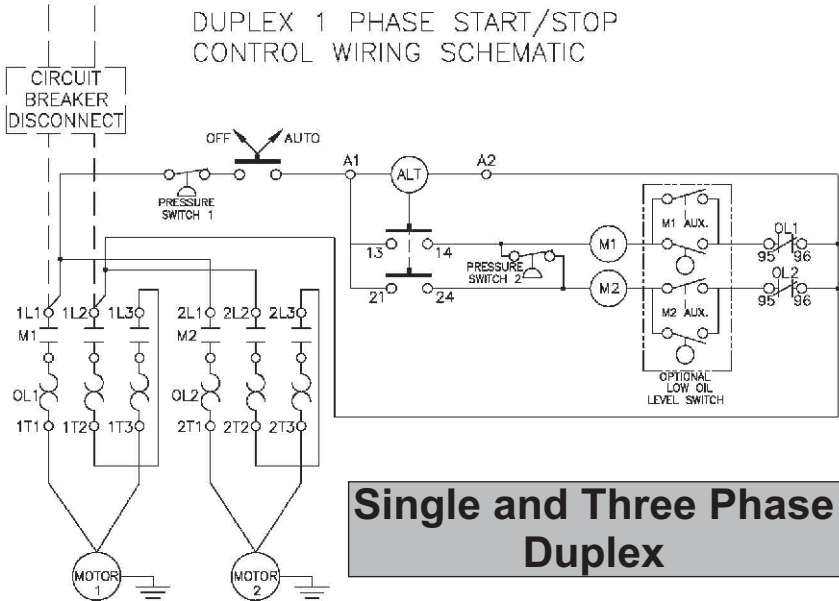 DUPLEX 1 PHASE START/STOP
CONTROL WIRING SCHEMATIC
CIRCUIT
BREAKER
DISCONNECT
OFF
AUTO
PRESSURE
SWITCH 1
A1
ALT
A2
13
14
PRESSURE
SWITCH 2
21
24
M1
M2
M1 AUX.
M2 AUX.
OL1
95
96
OL2
95
96
OPTIONAL
LOW OIL
LEVEL SWITCH
1L1
1L2
1L3
2L1
2L2
2L3
M1
M2
OL1
OL2
1T1
1T2
1T3
2T1
2T2
2T3
MOTOR
1
MOTOR
2
Single and Three Phase
Duplex